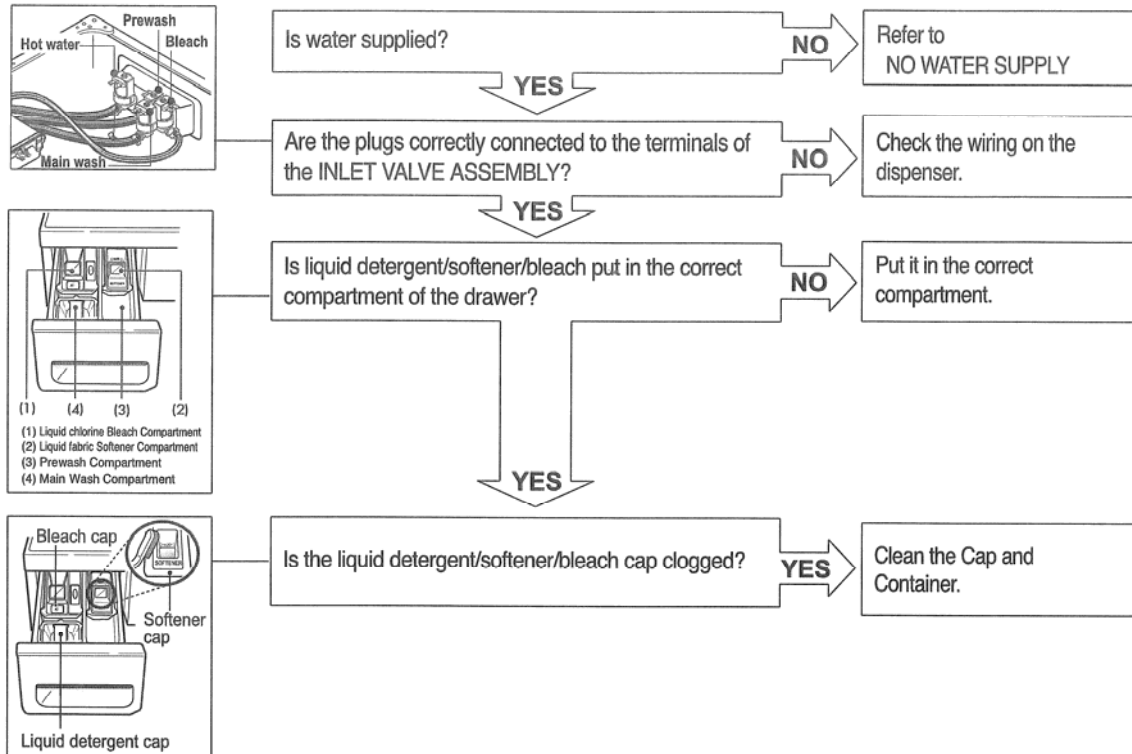 Prewash
Bleach
Hot water
Main wash
Is water supplied?
NO
Refer to
NO WATER SUPPLY
YES
Are the plugs correctly connected to the terminals of
the INLET VALVE ASSEMBLY?
NO
Check the wiring on the
dispenser.
YES
(1) (4) (3) (2)
(1) Liquid chlorine Bleach Compartment
(2) Liquid fabric Softener Compartment
(3) Prewash Compartment
(4) Main Wash Compartment
Is liquid detergent/softener/bleach put in the correct
compartment of the drawer?
NO
Put it in the correct
compartment.
YES
Bleach cap
SOFTENER
Softener
cap
Liquid detergent cap
Is the liquid detergent/softener/bleach cap clogged?
YES
Clean the Cap and
Container.